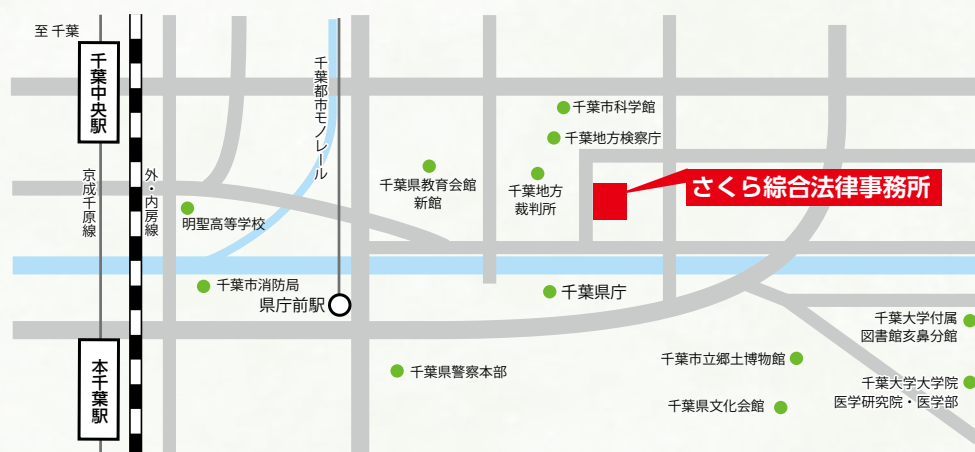 至 千葉
千葉中央駅
千葉都市モノレール
千葉市科学館
千葉地方検察庁
京成千原線
外・内房線
千葉県教育会館
新館
千葉地方
裁判所
さくら綜合法律事務所
明聖高等学校
千葉市消防局
県庁前駅
千葉県庁
千葉大学付属
図書館亥鼻分館
本千葉駅
千葉県警察本部
千葉市立郷土博物館
千葉大学大学院
医学研究院・医学部
千葉県文化会館